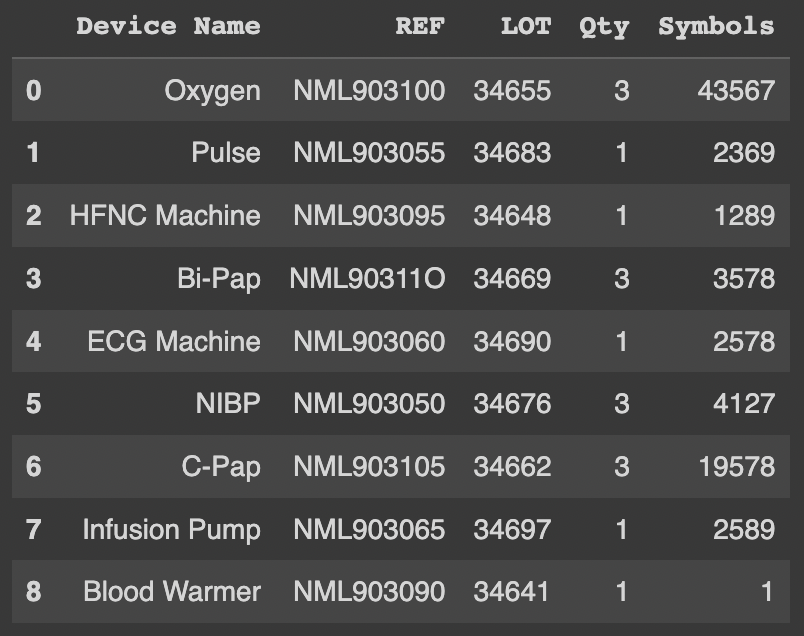 Device Name REF LOT Qty Symbols
0 Oxygen NML903100 34655 3 43567
1 Pulse NML903055 34683 1 2369
2 HFNC Machine NML903095 34648 1 1289
3 Bi-Pap NML90311O 34669 3 3578
4 ECG Machine NML903060 34690 1 2578
5 NIBP NML903050 34676 3 4127
6 C-Pap NML903105 34662 3 19578
7 Infusion Pump NML903065 34697 1 2589
8 Blood Warmer NML903090 34641 1 1